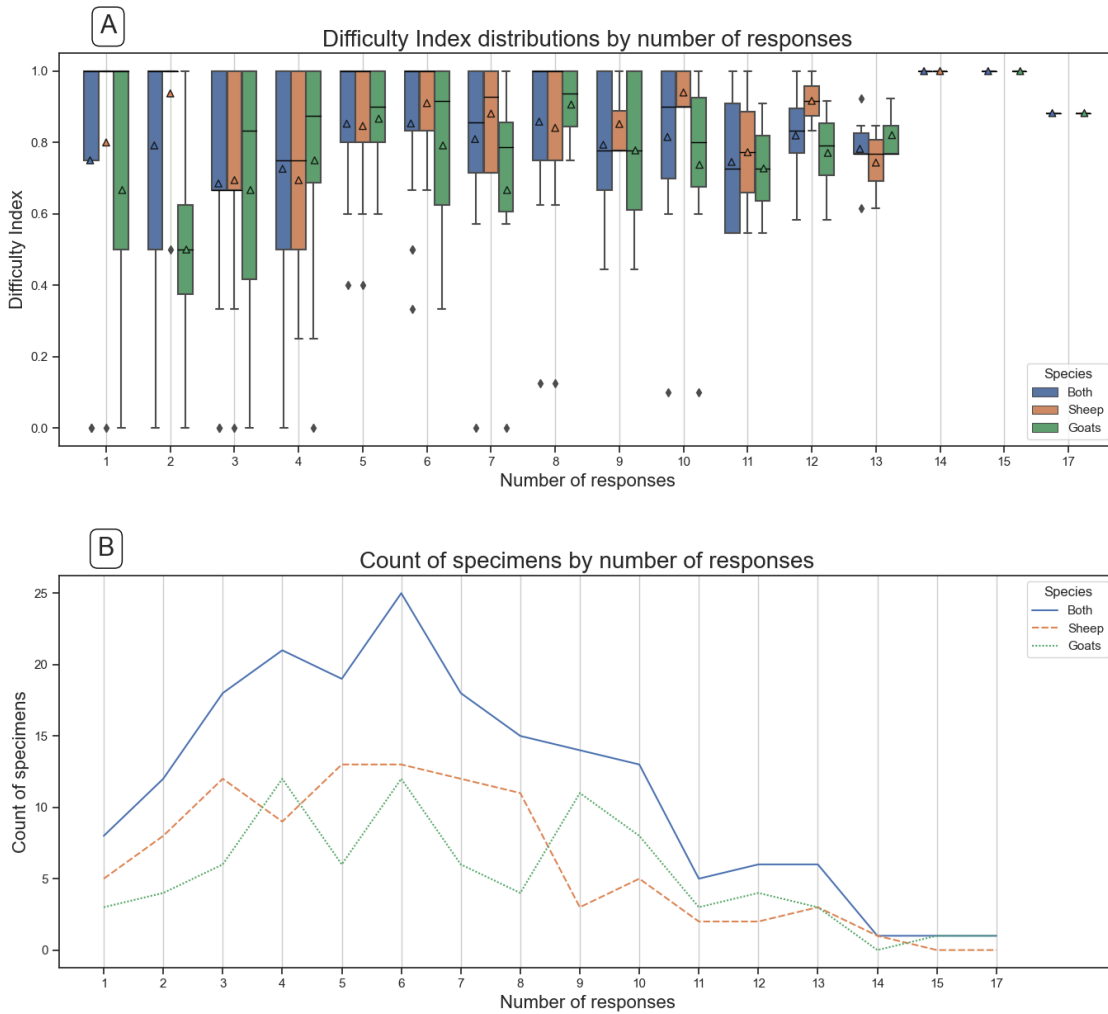 A
Difficulty Index distributions by number of responses
Difficulty Index
1.0
0.8
0.6
0.4
0.2
0.0
Species
Both
Sheep
Goats
1 2 3 4 5 6 7 8 9 10 11 12 13 14 15 17
Number of responses
B
Count of specimens by number of responses
Count of specimens
25
20
15
10
5
0
Species
Both
Sheep
Goats
1 2 3 4 5 6 7 8 9 10 11 12 13 14 15 17
Number of responses